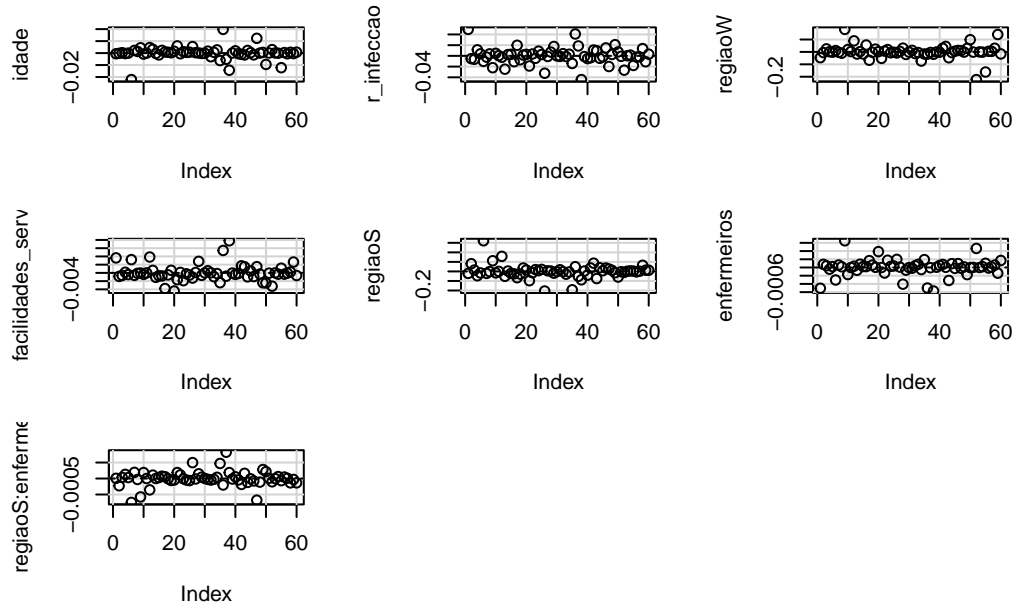 idade
−0.02
0 20 40 60
Index
r_infeccao
−0.04
0 20 40 60
Index
regiaoW
−0.2
0 20 40 60
Index
facilidades_serv
−0.004
0 20 40 60
Index
regiaoS
−0.2
0 20 40 60
Index
enfermeiros
−0.0006
0 20 40 60
Index
regiaoS:enferme
−0.0005
0 20 40 60
Index